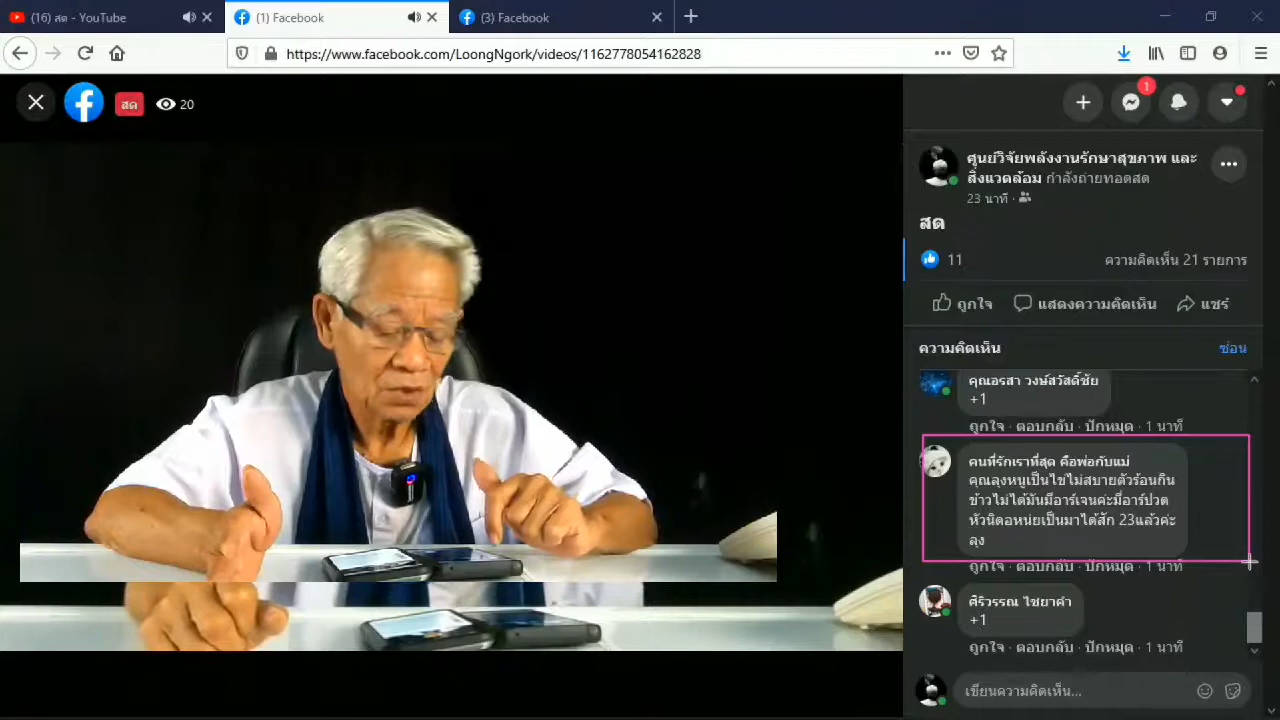 (16) สด - YouTube
(1) Facebook
(3) Facebook
https://www.facebook.com/LoongNgork/videos/1162778054162828
สด
20
1
ศูนย์วิจัยพลังงานรักษาสุขภาพ และ
สิ่งแวดล้อม กำลังถ่ายทอดสด
23 นาที ·
สด
11
ความคิดเห็น 21 รายการ
ถูกใจ
แสดงความคิดเห็น
แชร์
ความคิดเห็น
ซ่อน
คุณอรสา วงษ์สวัสดิ์ชัย
+1
ถูกใจ · ตอบกลับ · ปักหมุด · 1 นาที
คนที่รักเราที่สุด คือพ่อกับแม่
คุณลุงหนูเป็นไข่ไม่สบายตัวร้อนกิน
ข้าวไม่ได้มันมีอาร์เจนค่ะมีอาร์ปวด
หัวนิดอหน่ยเป็นมาได้สัก 23แล้วค่ะ
ลุง
ถูกใจ · ตอบกลับ · ปักหมุด · 1 นาที
ศิริวรรณ ไชยาคำ
+1
ถูกใจ · ตอบกลับ · ปักหมุด · 1 นาที
เขียนความคิดเห็น...